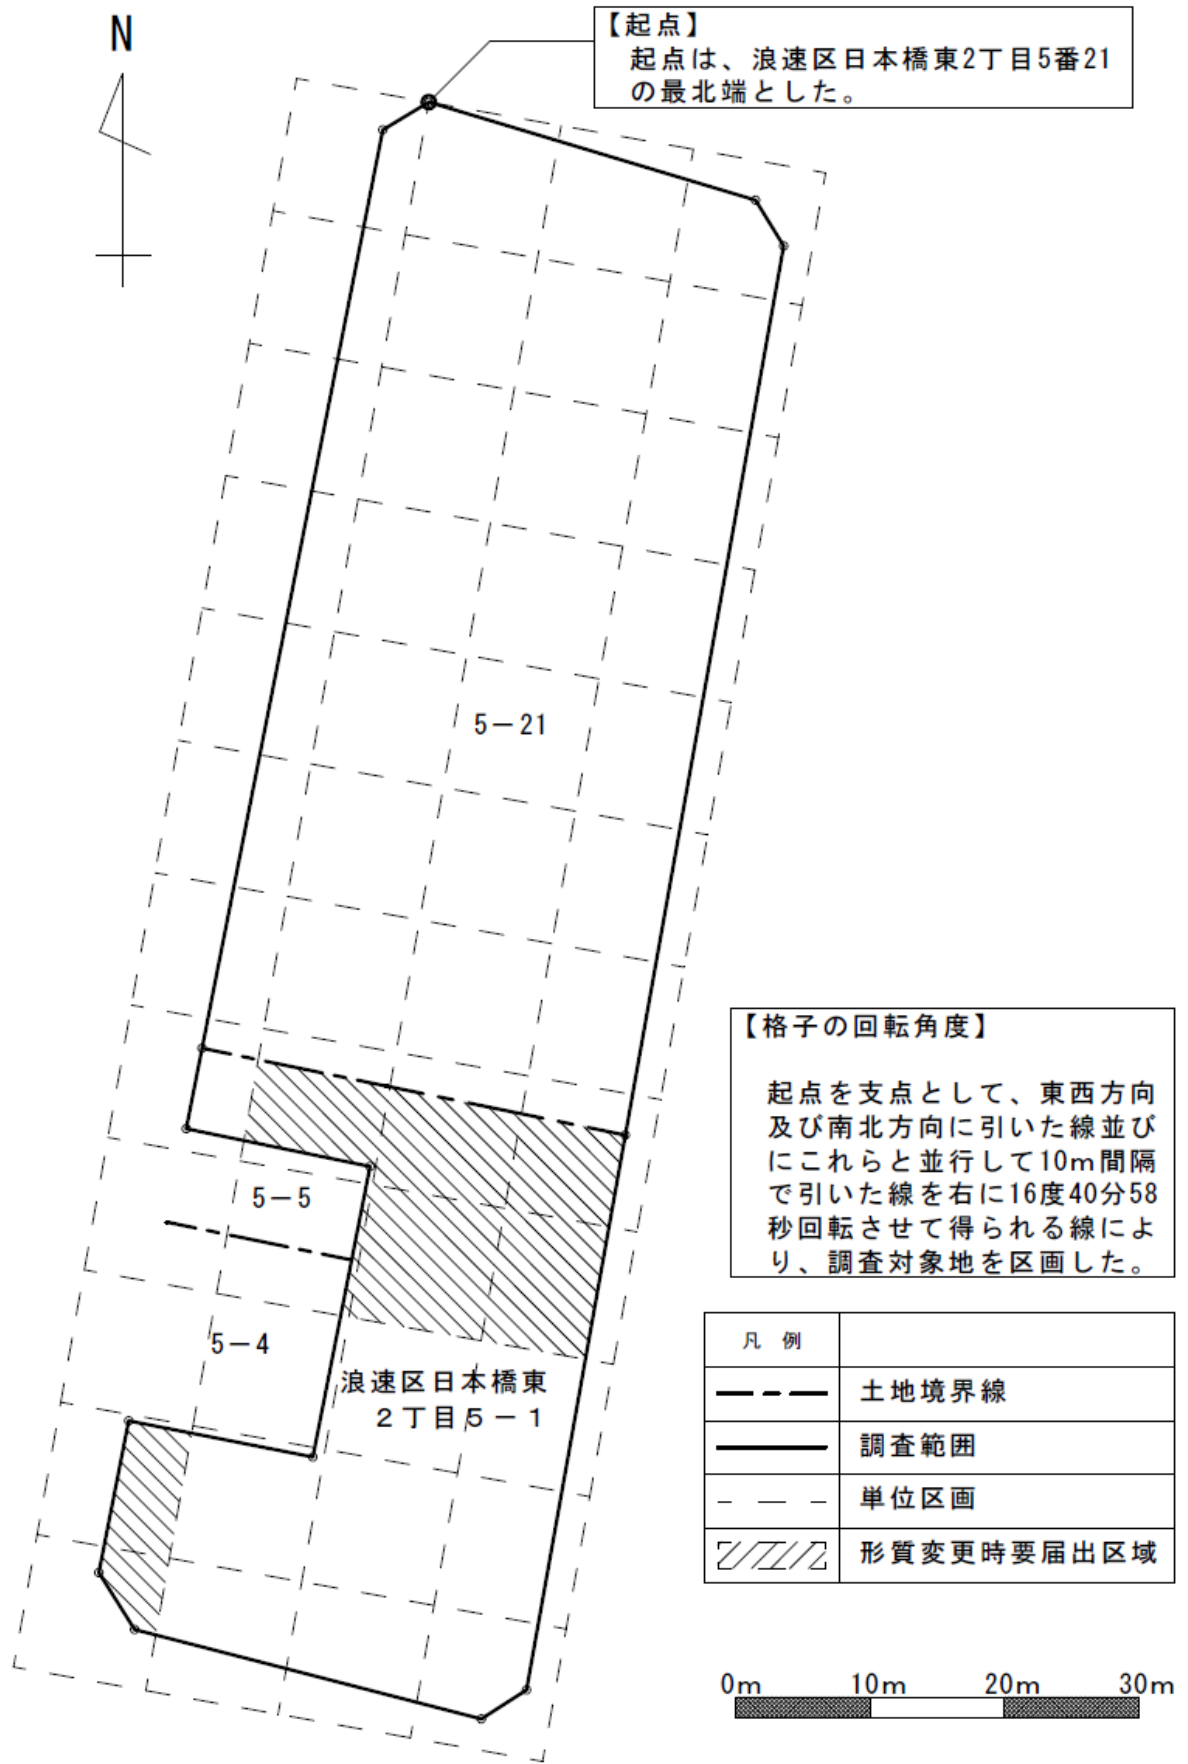 N
【起点】
起点は、浪速区日本橋東2丁目5番21
の最北端とした。
5－21
【格子の回転角度】
起点を支点として、東西方向
及び南北方向に引いた線並び
にこれらと並行して10m間隔
で引いた線を右に16度40分58
秒回転させて得られる線によ
り、調査対象地を区画した。
5－5
5－4
浪速区日本橋東
２丁目５－１
凡 例
土地境界線
調査範囲
単位区画
形質変更時要届出区域
0m 10m 20m 30m